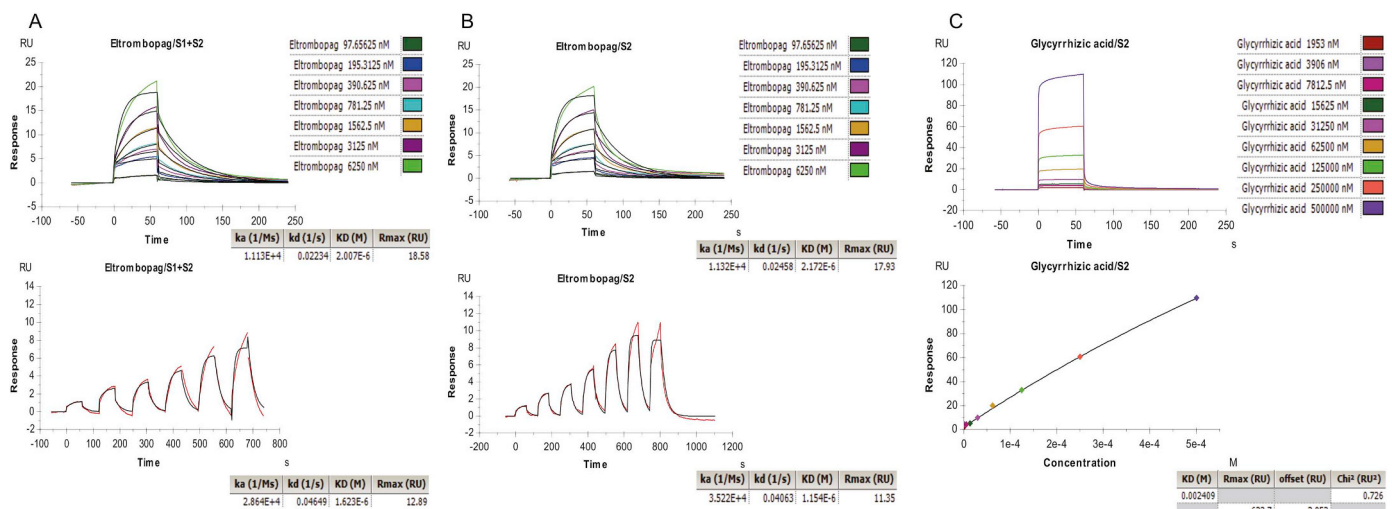 A
RU
Eltrombopag/S1+S2
Eltrombopag 97.65625 nM
Eltrombopag 195.3125 nM
Eltrombopag 390.625 nM
Eltrombopag 781.25 nM
Eltrombopag 1562.5 nM
Eltrombopag 3125 nM
Eltrombopag 6250 nM
25
20
15
10
5
0
-5
Response
-100 -50 0 50 100 150 200 250
Time
s
ka (1/Ms) kd (1/s) KD (M) Rmax (RU)
1.113E+4 0.02234 2.007E-6 18.58
RU
Eltrombopag/S1+S2
14
12
10
8
6
4
2
0
-2
Response
-100 0 100 200 300 400 500 600 700 800
Time
s
ka (1/Ms) kd (1/s) KD (M) Rmax (RU)
2.864E+4 0.04649 1.623E-6 12.89
B
RU
Eltrombopag/S2
Eltrombopag 97.65625 nM
Eltrombopag 195.3125 nM
Eltrombopag 390.625 nM
Eltrombopag 781.25 nM
Eltrombopag 1562.5 nM
Eltrombopag 3125 nM
Eltrombopag 6250 nM
25
20
15
10
5
0
-5
Response
-100 -50 0 50 100 150 200 250
Time
s
ka (1/Ms) kd (1/s) KD (M) Rmax (RU)
1.132E+4 0.02458 2.172E-6 17.93
RU
Eltrombopag/S2
14
12
10
8
6
4
2
0
-2
Response
-200 0 200 400 600 800 1000 1200
Time
s
ka (1/Ms) kd (1/s) KD (M) Rmax (RU)
3.522E+4 0.04063 1.154E-6 11.35
C
RU
Glycyrrhizic acid/S2
Glycyrrhizic acid 1953 nM
Glycyrrhizic acid 3906 nM
Glycyrrhizic acid 7812.5 nM
Glycyrrhizic acid 15625 nM
Glycyrrhizic acid 31250 nM
Glycyrrhizic acid 62500 nM
Glycyrrhizic acid 125000 nM
Glycyrrhizic acid 250000 nM
Glycyrrhizic acid 500000 nM
130
110
90
70
50
30
10
-10
Response
-100 -50 0 50 100 150 200 250
Time
s
RU
Glycyrrhizic acid/S2
120
100
80
60
40
20
0
Response
0 1e-4 2e-4 3e-4 4e-4 5e-4
Concentration
M
KD (M) Rmax (RU) offset (RU) Chi² (RU²)
0.002409 0.726